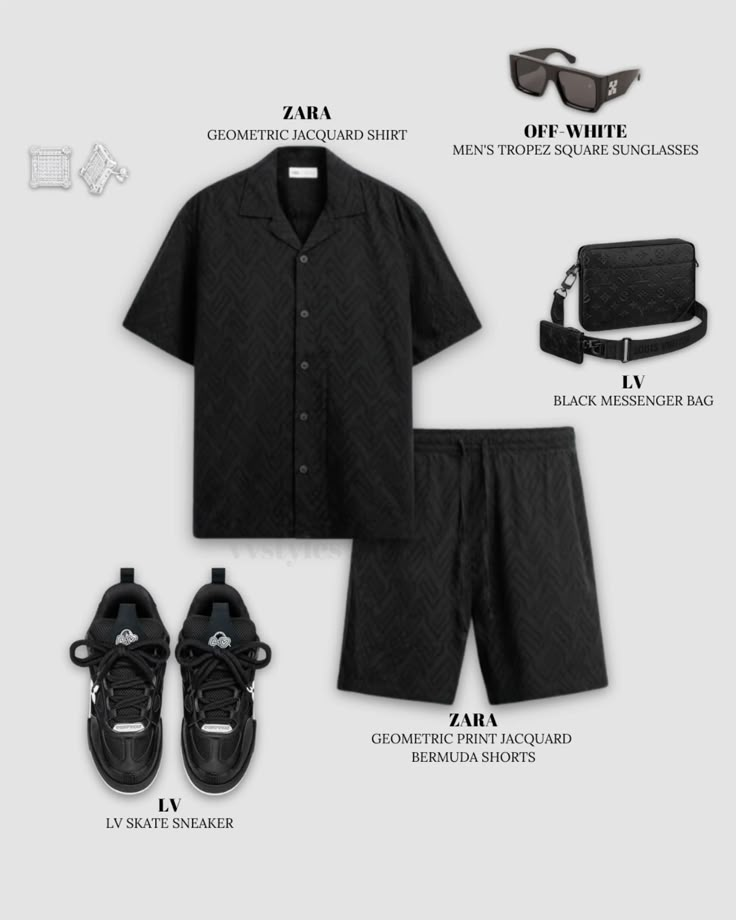 OFF-WHITE
MEN'S TROPEZ SQUARE SUNGLASSES
ZARA
GEOMETRIC JACQUARD SHIRT
LV
BLACK MESSENGER BAG
vvstyles
ZARA
GEOMETRIC PRINT JACQUARD
BERMUDA SHORTS
LV
LV SKATE SNEAKER